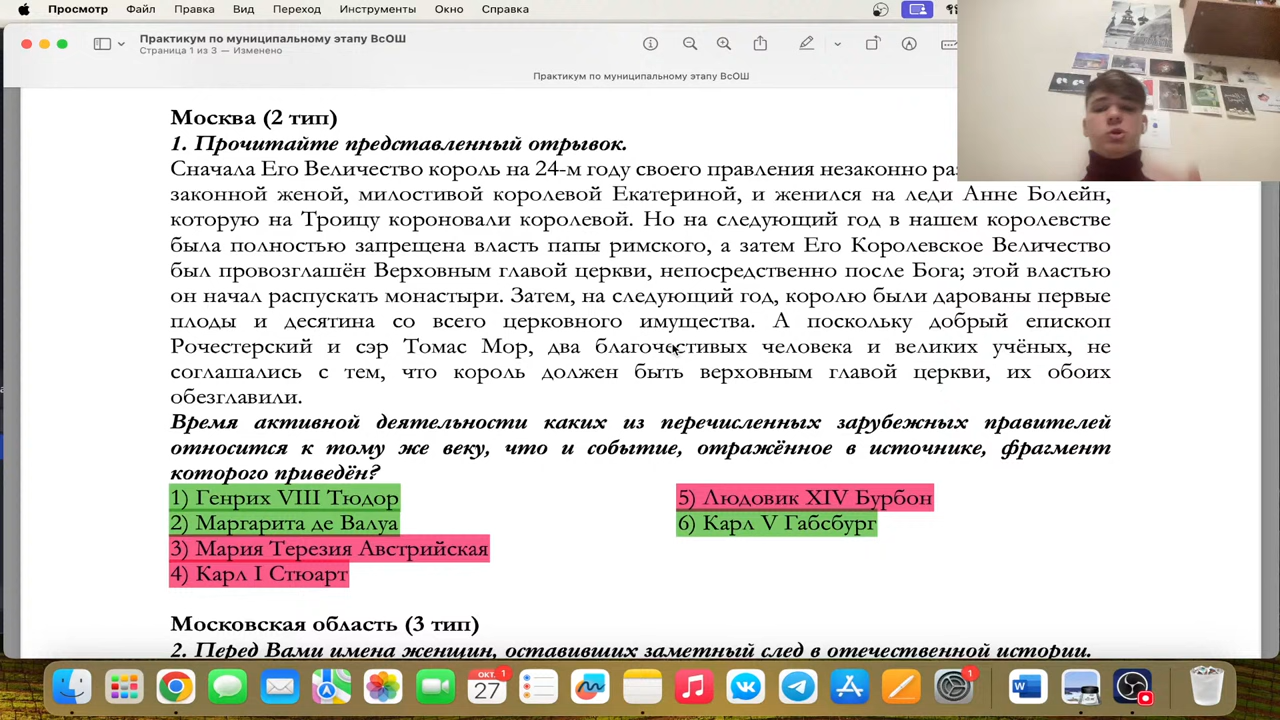 Просмотр Файл Правка Вид Переход Инструменты Окно Справка
Практикум по муниципальному этапу ВсОШ
Страница 1 из 3 — Изменено
Практикум по муниципальному этапу ВсОШ
Москва (2 тип)
1. Прочитайте представленный отрывок.
Сначала Его Величество король на 24-м году своего правления незаконно
законной женой, милостивой королевой Екатериной, и женился на леди Анне Болейн,
которую на Троицу короновали королевой. Но на следующий год в нашем королевстве
была полностью запрещена власть папы римского, а затем Его Королевское Величество
был провозглашён Верховным главой церкви, непосредственно после Бога; этой властью
он начал распускать монастыри. Затем, на следующий год, королю были дарованы первые
плоды и десятина со всего церковного имущества. А поскольку добрый епископ
Рочестерский и сэр Томас Мор, два благочестивых человека и великих учёных, не
соглашались с тем, что король должен быть верховным главой церкви, их обоих
обезглавили.
Время активной деятельности каких из перечисленных зарубежных правителей
относится к тому же веку, что и событие, отражённое в источнике, фрагмент
которого приведён?
1) Генрих VIII Тюдор
2) Маргарита де Валуа
3) Мария Терезия Австрийская
4) Карл I Стюарт
5) Людовик XIV Бурбон
6) Карл V Габсбург
Московская область (3 тип)
2. Перед Вами имена женщин, оставивших заметный след в отечественной истории.
ОКТ.
27
1
1